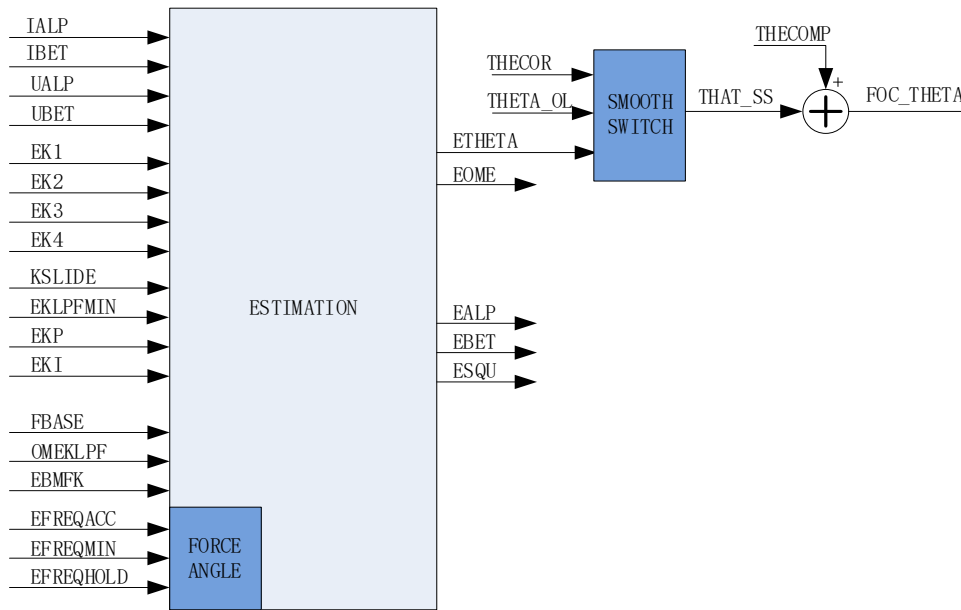 IALP
IBET
UALP
UBET
EK1
EK2
EK3
EK4
KSLIDE
EKLPFMIN
EKP
EKI
FBASE
OMEKLPF
EBMFK
EFREQACC
EFREQMIN
EFREQHOLD
FORCE
ANGLE
ESTIMATION
ETHETA
EOME
EALP
EBET
ESQU
THECOR
THETA_OL
SMOOTH
SWITCH
THAT_SS
THECOMP
+
FOC_THETA